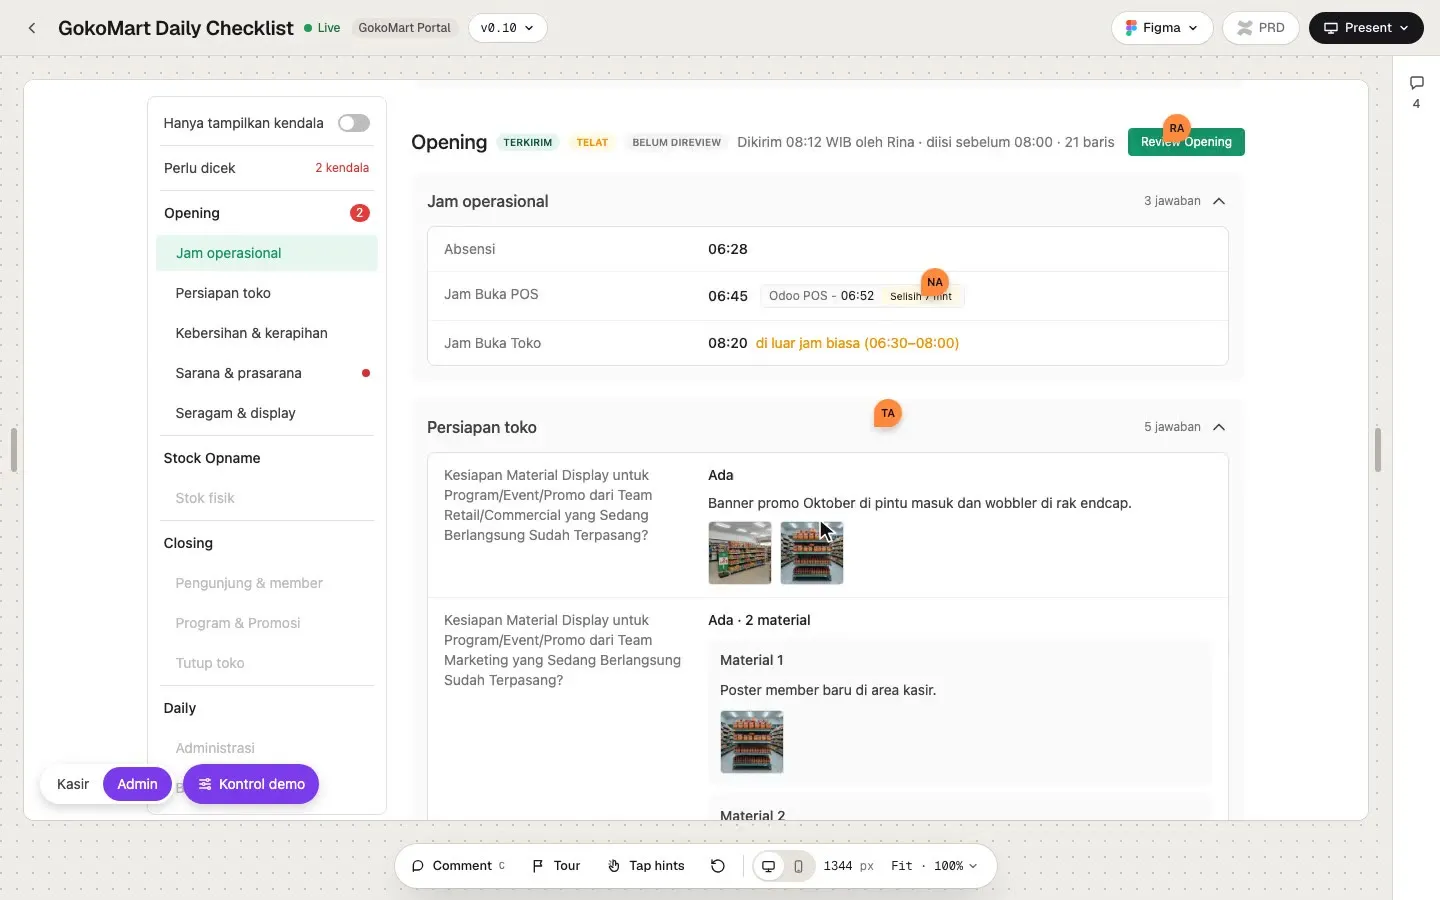 GokoMart Daily Checklist
Live
GokoMart Portal
v0.10
Figma
PRD
Present
4
Hanya tampilkan kendala
Perlu dicek
2 kendala
Opening
2
Jam operasional
Persiapan toko
Kebersihan & kerapihan
Sarana & prasarana
Seragam & display
Stock Opname
Stok fisik
Closing
Pengunjung & member
Program & Promosi
Tutup toko
Daily
Administrasi
Kasir
Admin
Kontrol demo
Opening
TERKIRIM
TELAT
BELUM DIREVIEW
Dikirim 08:12 WIB oleh Rina · diisi sebelum 08:00 · 21 baris
RA
Review Opening
Jam operasional
3 jawaban
Absensi
06:28
Jam Buka POS
06:45
Odoo POS - 06:52
NA
Selisih 7
Jam Buka Toko
08:20
di luar jam biasa (06:30–08:00)
TA
Persiapan toko
5 jawaban
Kesiapan Material Display untuk
Program/Event/Promo dari Team
Retail/Commercial yang Sedang
Berlangsung Sudah Terpasang?
Ada
Banner promo Oktober di pintu masuk dan wobbler di rak endcap.
Kesiapan Material Display untuk
Program/Event/Promo dari Team
Marketing yang Sedang Berlangsung
Sudah Terpasang?
Ada · 2 material
Material 1
Poster member baru di area kasir.
Material 2
Comment C
Tour
Tap hints
1344 px
Fit · 100%